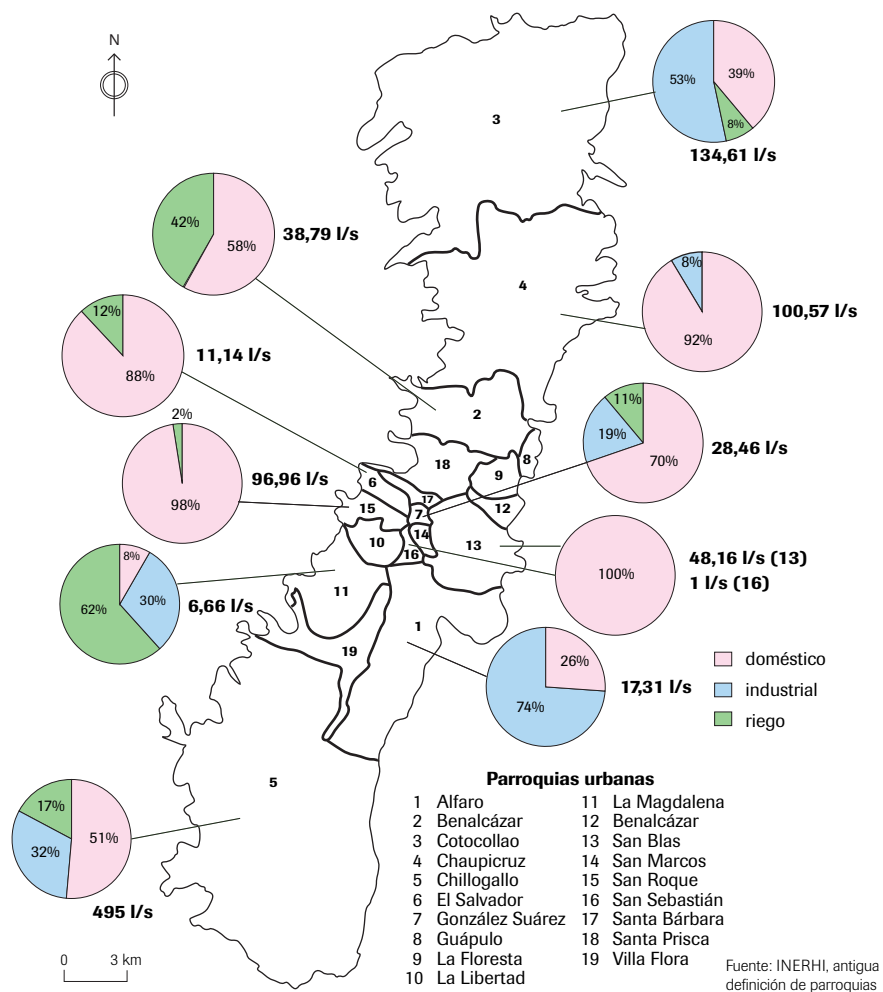 N
3
53%
39%
8%
134,61 l/s
42%
58%
38,79 l/s
4
8%
92%
100,57 l/s
12%
88%
11,14 l/s
2
11%
19%
70%
28,46 l/s
2%
98%
96,96 l/s
18
8
9
6
17
15
7
12
14
10
13
16
100%
48,16 l/s (13)
1 l/s (16)
8%
30%
62%
6,66 l/s
11
1
19
26%
74%
17,31 l/s
doméstico
industrial
riego
5
17%
51%
32%
495 l/s
Parroquias urbanas
1 Alfaro
2 Benalcázar
3 Cotocollao
4 Chaupicruz
5 Chillogallo
6 El Salvador
7 González Suárez
8 Guápulo
9 La Floresta
10 La Libertad
11 La Magdalena
12 Benalcázar
13 San Blas
14 San Marcos
15 San Roque
16 San Sebastián
17 Santa Bárbara
18 Santa Prisca
19 Villa Flora
0 3 km
Fuente: INERHI, antigua
definición de parroquias